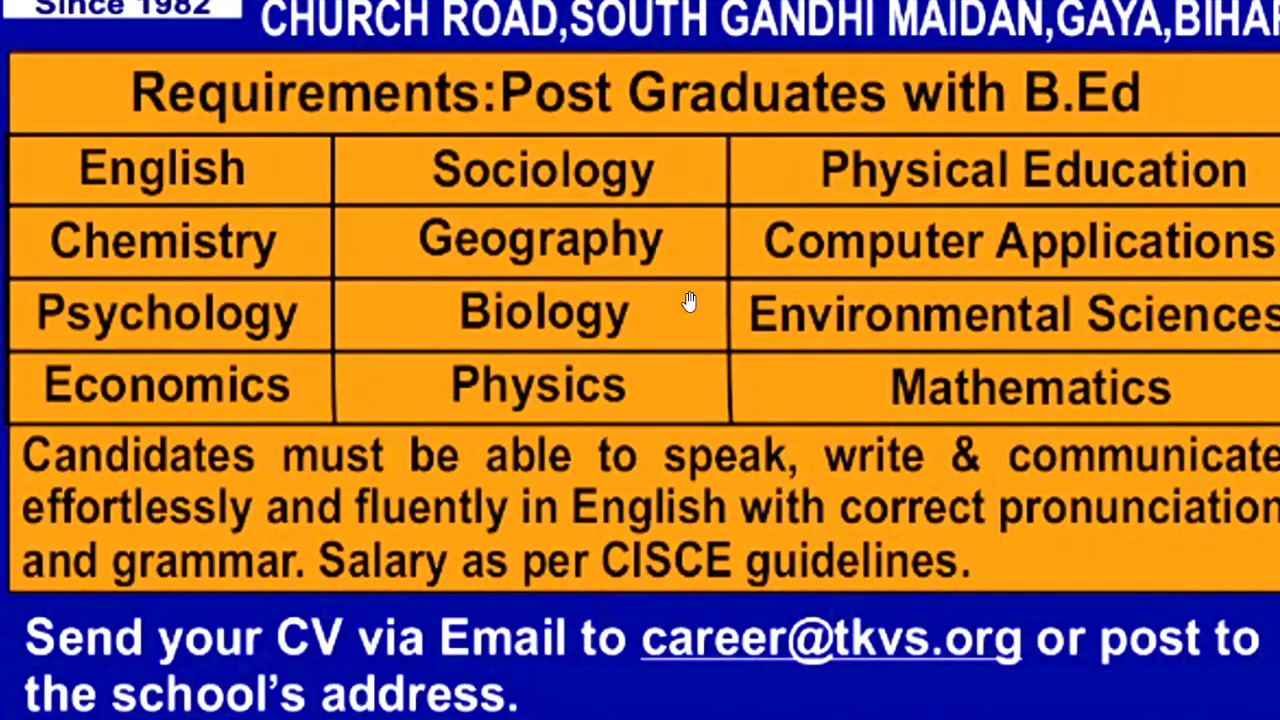 Since 1982
CHURCH ROAD,SOUTH GANDHI MAIDAN,GAYA,BIHAR
Requirements:Post Graduates with B.Ed
English Sociology Physical Education
Chemistry Geography Computer Applications
Psychology Biology Environmental Sciences
Economics Physics Mathematics
Candidates must be able to speak, write & communicate
effortlessly and fluently in English with correct pronunciation
and grammar. Salary as per CISCE guidelines.
Send your CV via Email to career@tkvs.org or post to
the school's address.